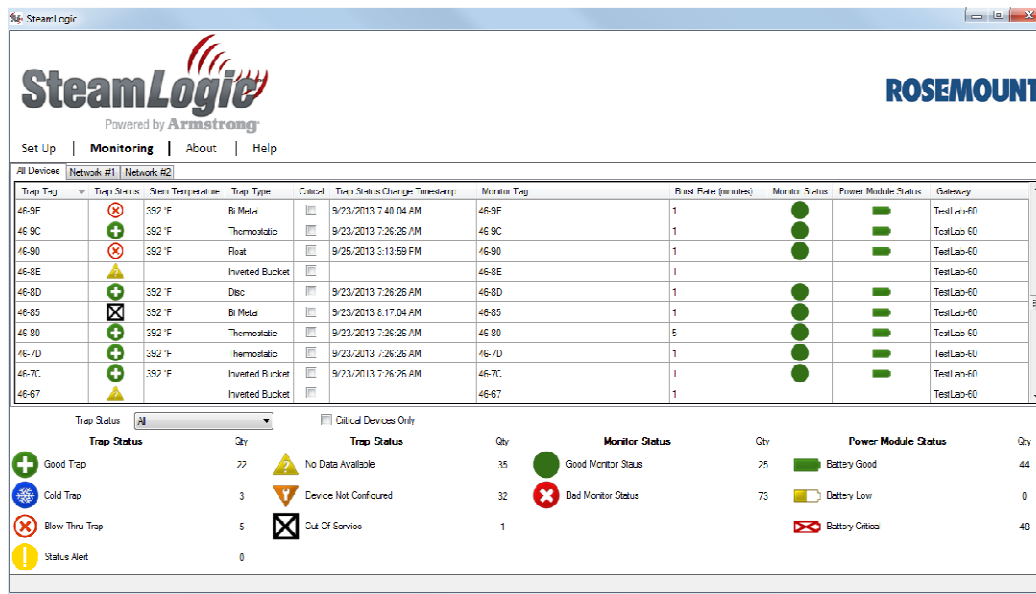 SteamLogic
SteamLogic
Powered by Armstrong
ROSEMOUNT
Set Up | Monitoring | About | Help
All Devices Network #1 Network #2
Trap Tag Trap Status Stem Temperature Trap Type Critical Trap Status Change Timestamp Monitor Tag Burst Rate (minutes) Monitor Status Power Module Status Gateway
46-9F 392 °F Bi Metal 9/23/2013 7:40:04 AM 46-9F 1 TestLab-60
46-9C 392 °F Thermostatic 9/23/2013 7:26:26 AM 46-9C 1 TestLab-60
46-90 392 °F Float 9/25/2013 3:13:59 PM 46-90 1 TestLab-60
46-8E Inverted Bucket 46-8E 1 TestLab-60
46-8D 392 °F Disc 9/23/2013 7:26:26 AM 46-8D 1 TestLab-60
46-85 392 °F Bi Metal 9/23/2013 8:17:04 AM 46-85 1 TestLab-60
46-80 392 °F Thermostatic 9/23/2013 7:26:26 AM 46-80 5 TestLab-60
46-7D 392 °F Thermostatic 9/23/2013 7:26:26 AM 46-7D 1 TestLab-60
46-7C 392 °F Inverted Bucket 9/23/2013 7:26:26 AM 46-7C 1 TestLab-60
46-67 Inverted Bucket 46-67 1 TestLab-60
Trap Status All Critical Devices Only
Trap Status Qty Trap Status Qty Monitor Status Qty Power Module Status Qty
Good Trap 22 No Data Available 35 Good Monitor Staus 25 Battery Good 44
Cold Trap 3 Device Not Configured 32 Bad Monitor Status 73 Battery Low 0
Blow Thru Trap 5 Out Of Service 1 Battery Critical 48
Status Alert 0